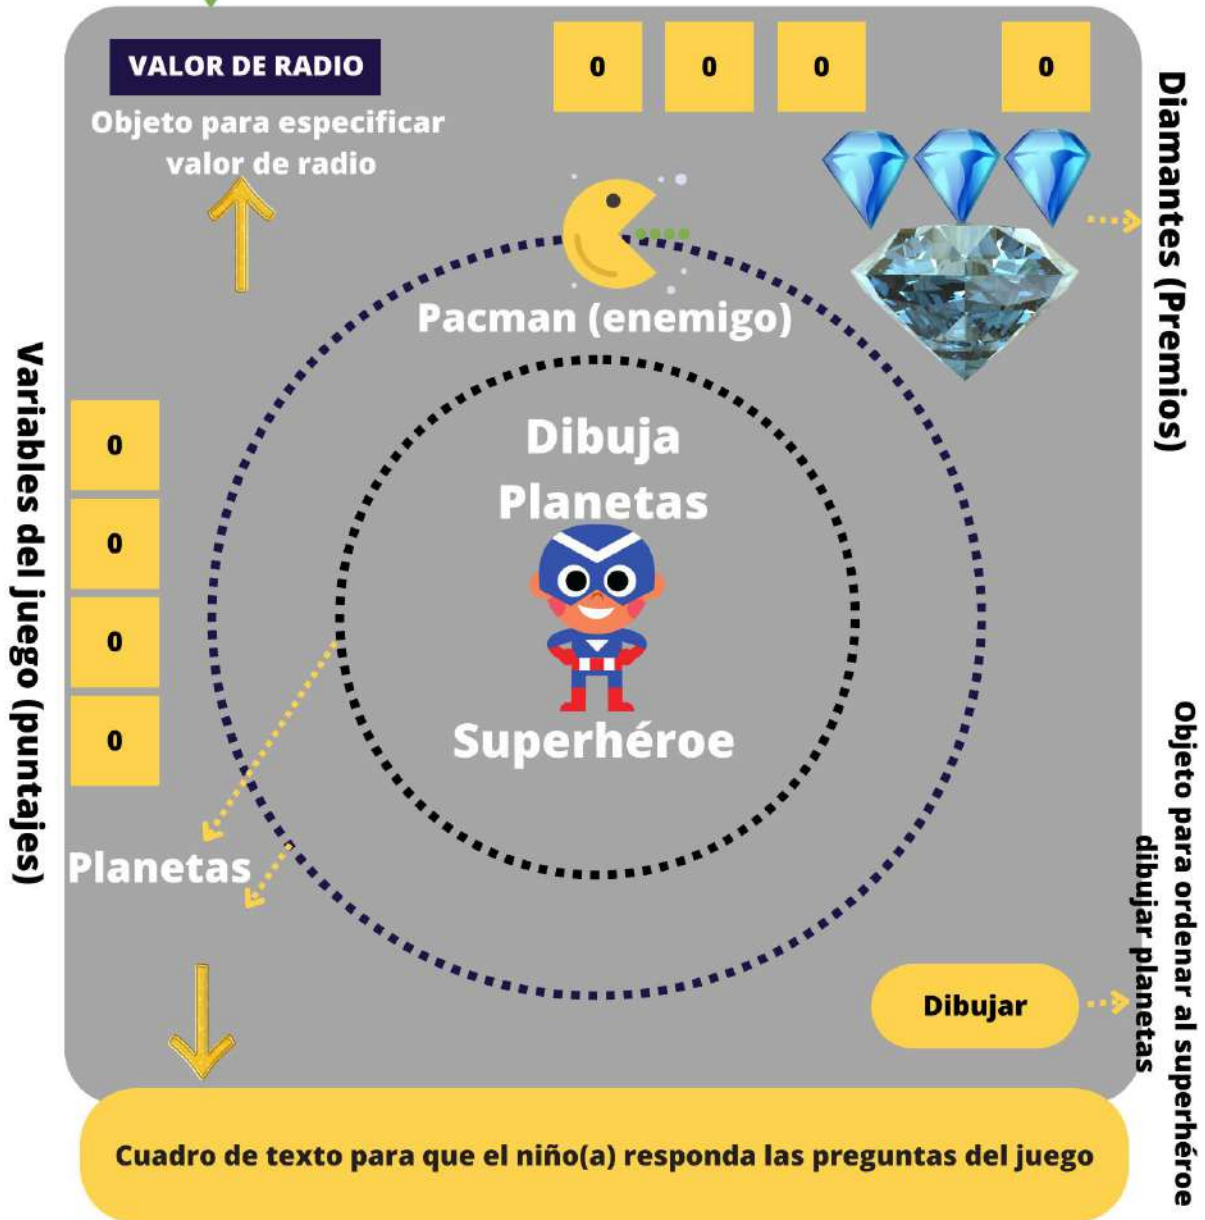 VALOR DE RADIO
0
0
0
0
Objeto para especificar
valor de radio
Diamantes (Premios)
Pacman (enemigo)
Variables del juego (puntajes)
0
0
0
0
Dibuja
Planetas
Superhéroe
Planetas
Dibujar
Objeto para ordenar al superhéroe
dibujar planetas
Cuadro de texto para que el niño(a) responda las preguntas del juego